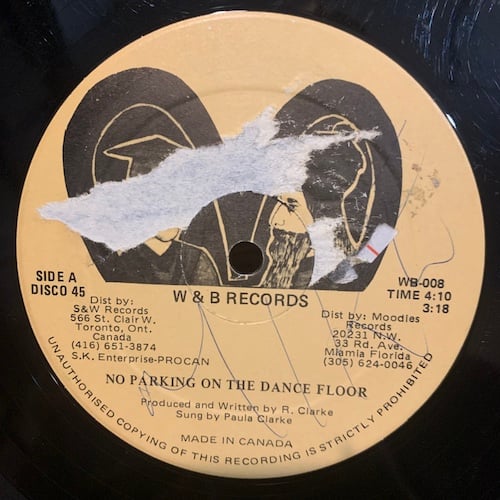 SIDE A
DISCO 45
W & B RECORDS
WB-008
TIME 4:10
3:18
Dist by:
S&W Records
566 St. Clair W.
Toronto, Ont.
Canada
(416) 651-3874
S.K. Enterprise-PROCAN
Dist by: Moodies
Records
20231 N.W.
33 Rd. Ave.
Miamia Florida
(305) 624-0046
NO PARKING ON THE DANCE FLOOR
Produced and Written by R. Clarke
Sung by Paula Clarke
MADE IN CANADA
UNAUTHORISED COPYING OF THIS RECORDING IS STRICTLY PROHIBITED